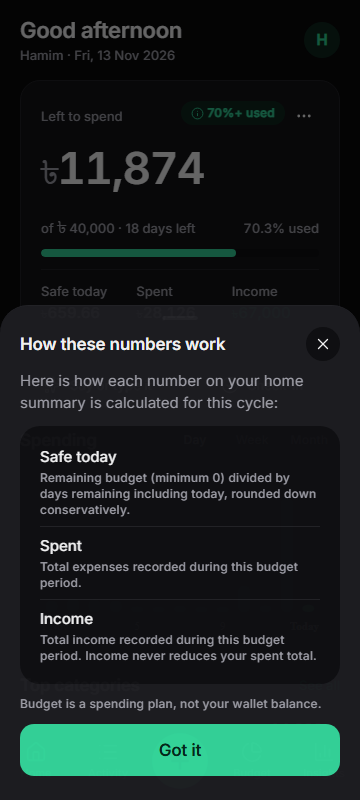 Good afternoon
Hamim · Fri, 13 Nov 2026
H
Left to spend
70%+ used
৳11,874
of ৳ 40,000 · 18 days left
70.3% used
Safe today
Spent
Income
How these numbers work
Here is how each number on your home
summary is calculated for this cycle:
Safe today
Remaining budget (minimum 0) divided by
days remaining including today, rounded down
conservatively.
Spent
Total expenses recorded during this budget
period.
Income
Total income recorded during this budget
period. Income never reduces your spent total.
Top categories
Budget is a spending plan, not your wallet balance.
Got it